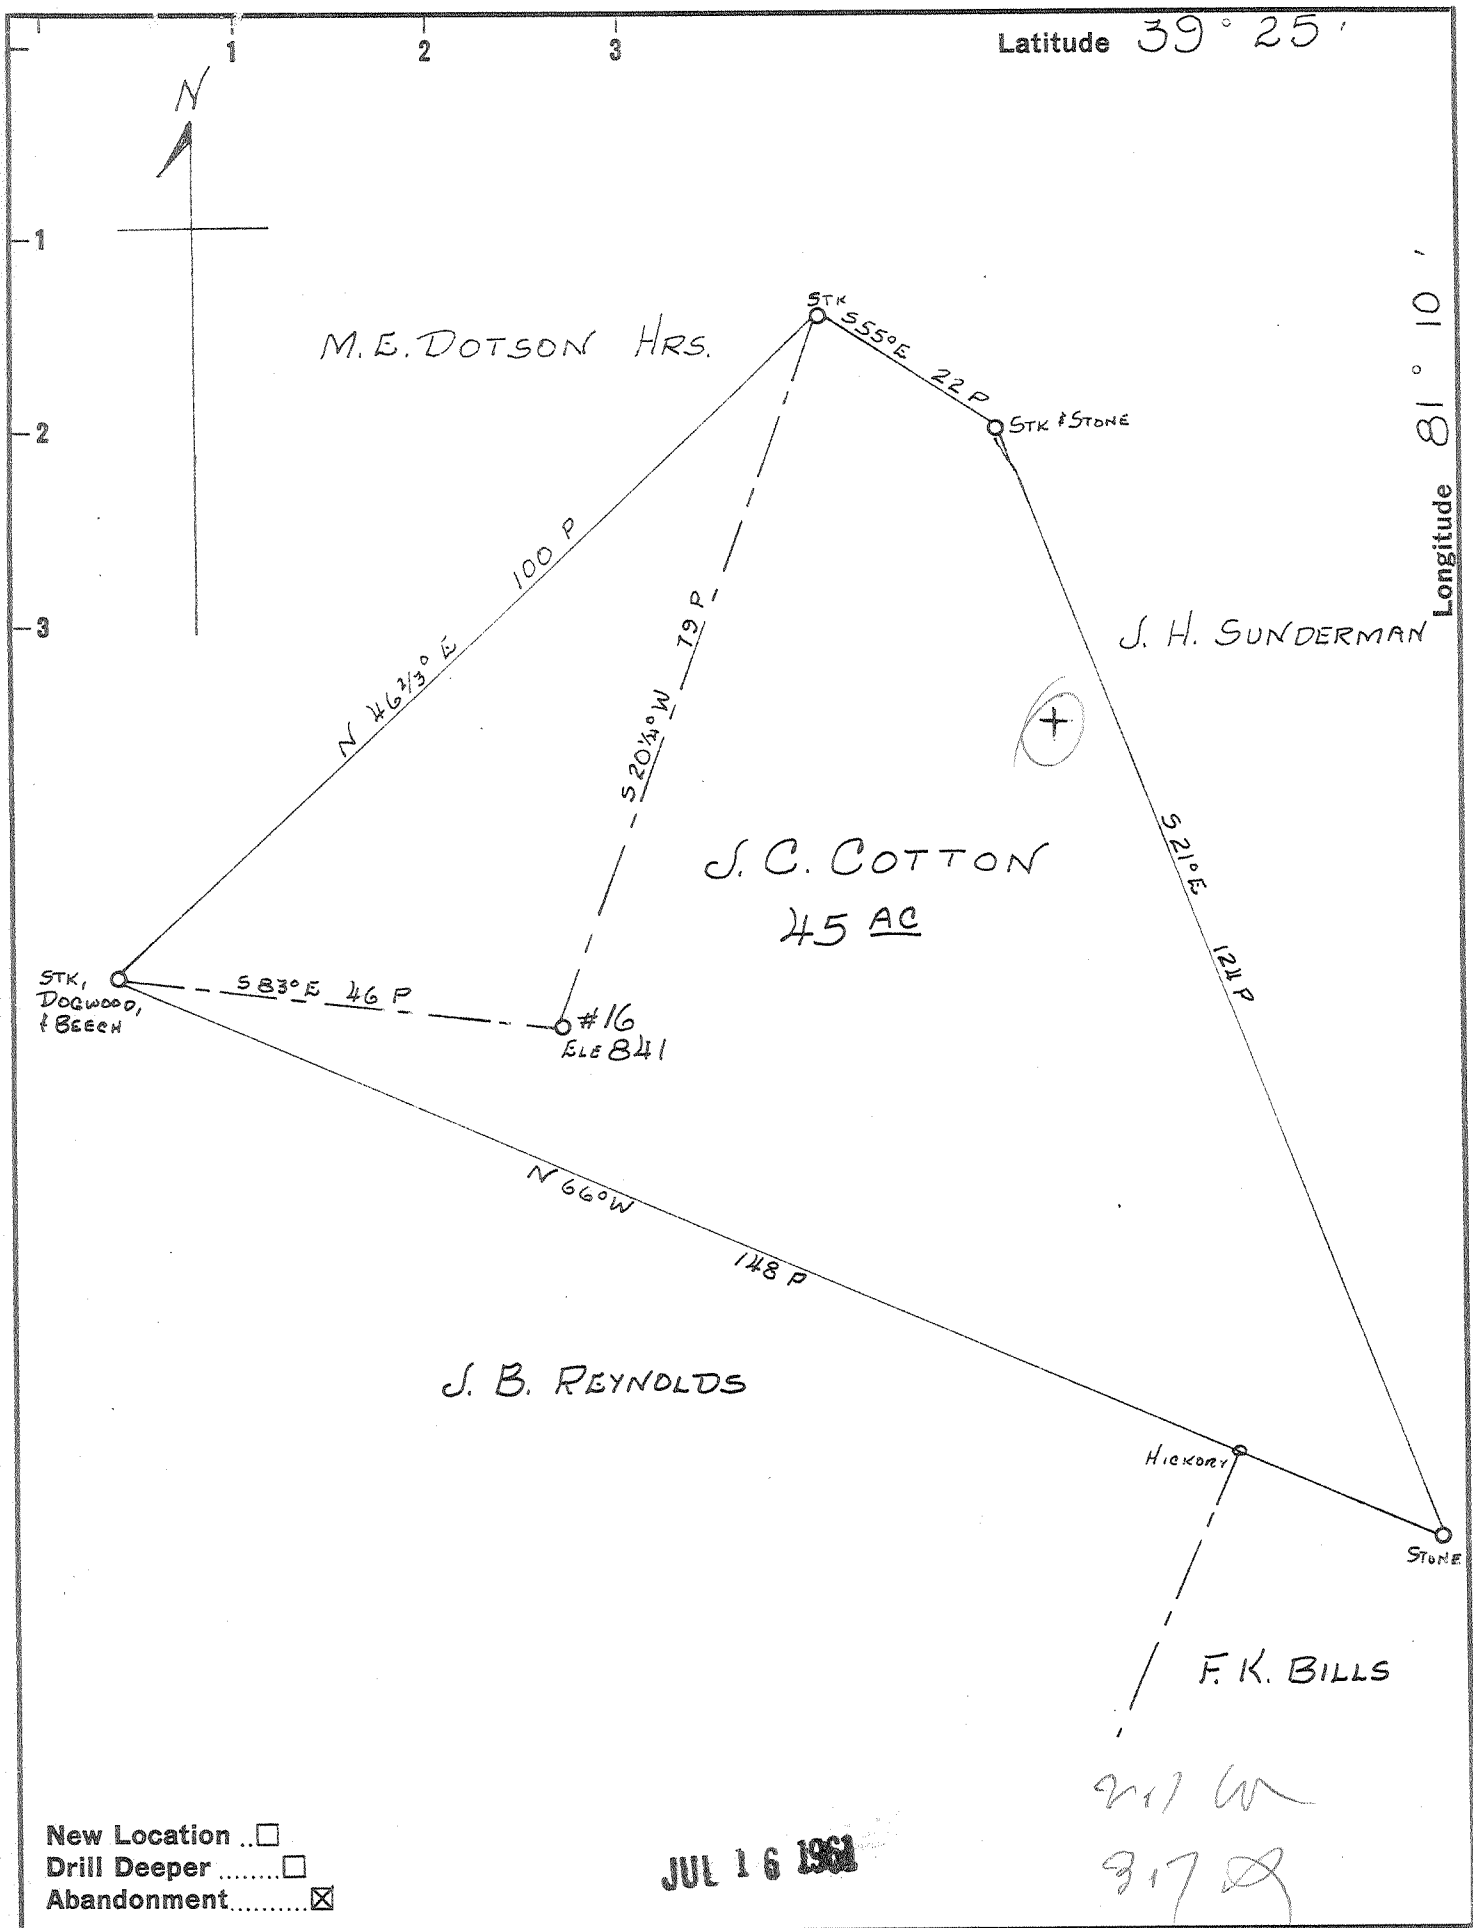 1 2 3
Latitude 39° 25'
N
1
2
3
Longitude 81° 10'
STK
S55°E
22 P
M.E. DOTSON HRS.
STK & STONE
100 P
N 46 2/3° E
79 P
J. H. SUNDERMAN
+
S 20 1/4° W
J. C. COTTON
45 AC
S 21° E
124 P
STK,
DOGWOOD,
& BEECH
S 83° E 46 P
#16
ELE 841
N 66° W
148 P
J. B. REYNOLDS
HICKORY
STONE
F. K. BILLS
New Location ..☐
Drill Deeper ........☐
Abandonment..........☒
JUL 16